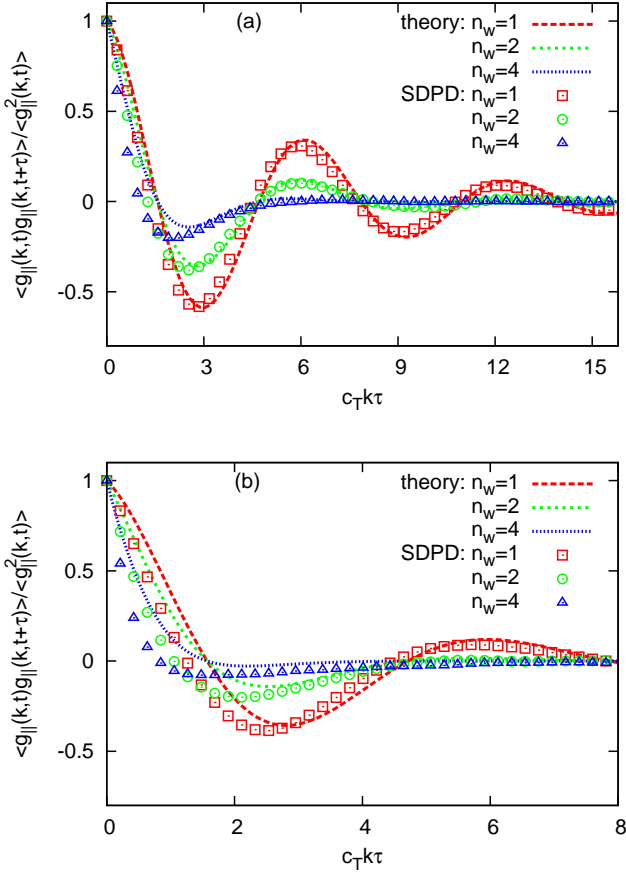 (a)
theory: n_w=1
n_w=2
n_w=4
SDPD: n_w=1
n_w=2
n_w=4
1
0.5
0
-0.5
0 3 6 9 12 15
c_Tkτ
<g_||(k,t)g_||(k,t+τ)>/<g_||^2(k,t)>
(b)
theory: n_w=1
n_w=2
n_w=4
SDPD: n_w=1
n_w=2
n_w=4
1
0.5
0
-0.5
0 2 4 6 8
c_Tkτ
<g_||(k,t)g_||(k,t+τ)>/<g_||^2(k,t)>